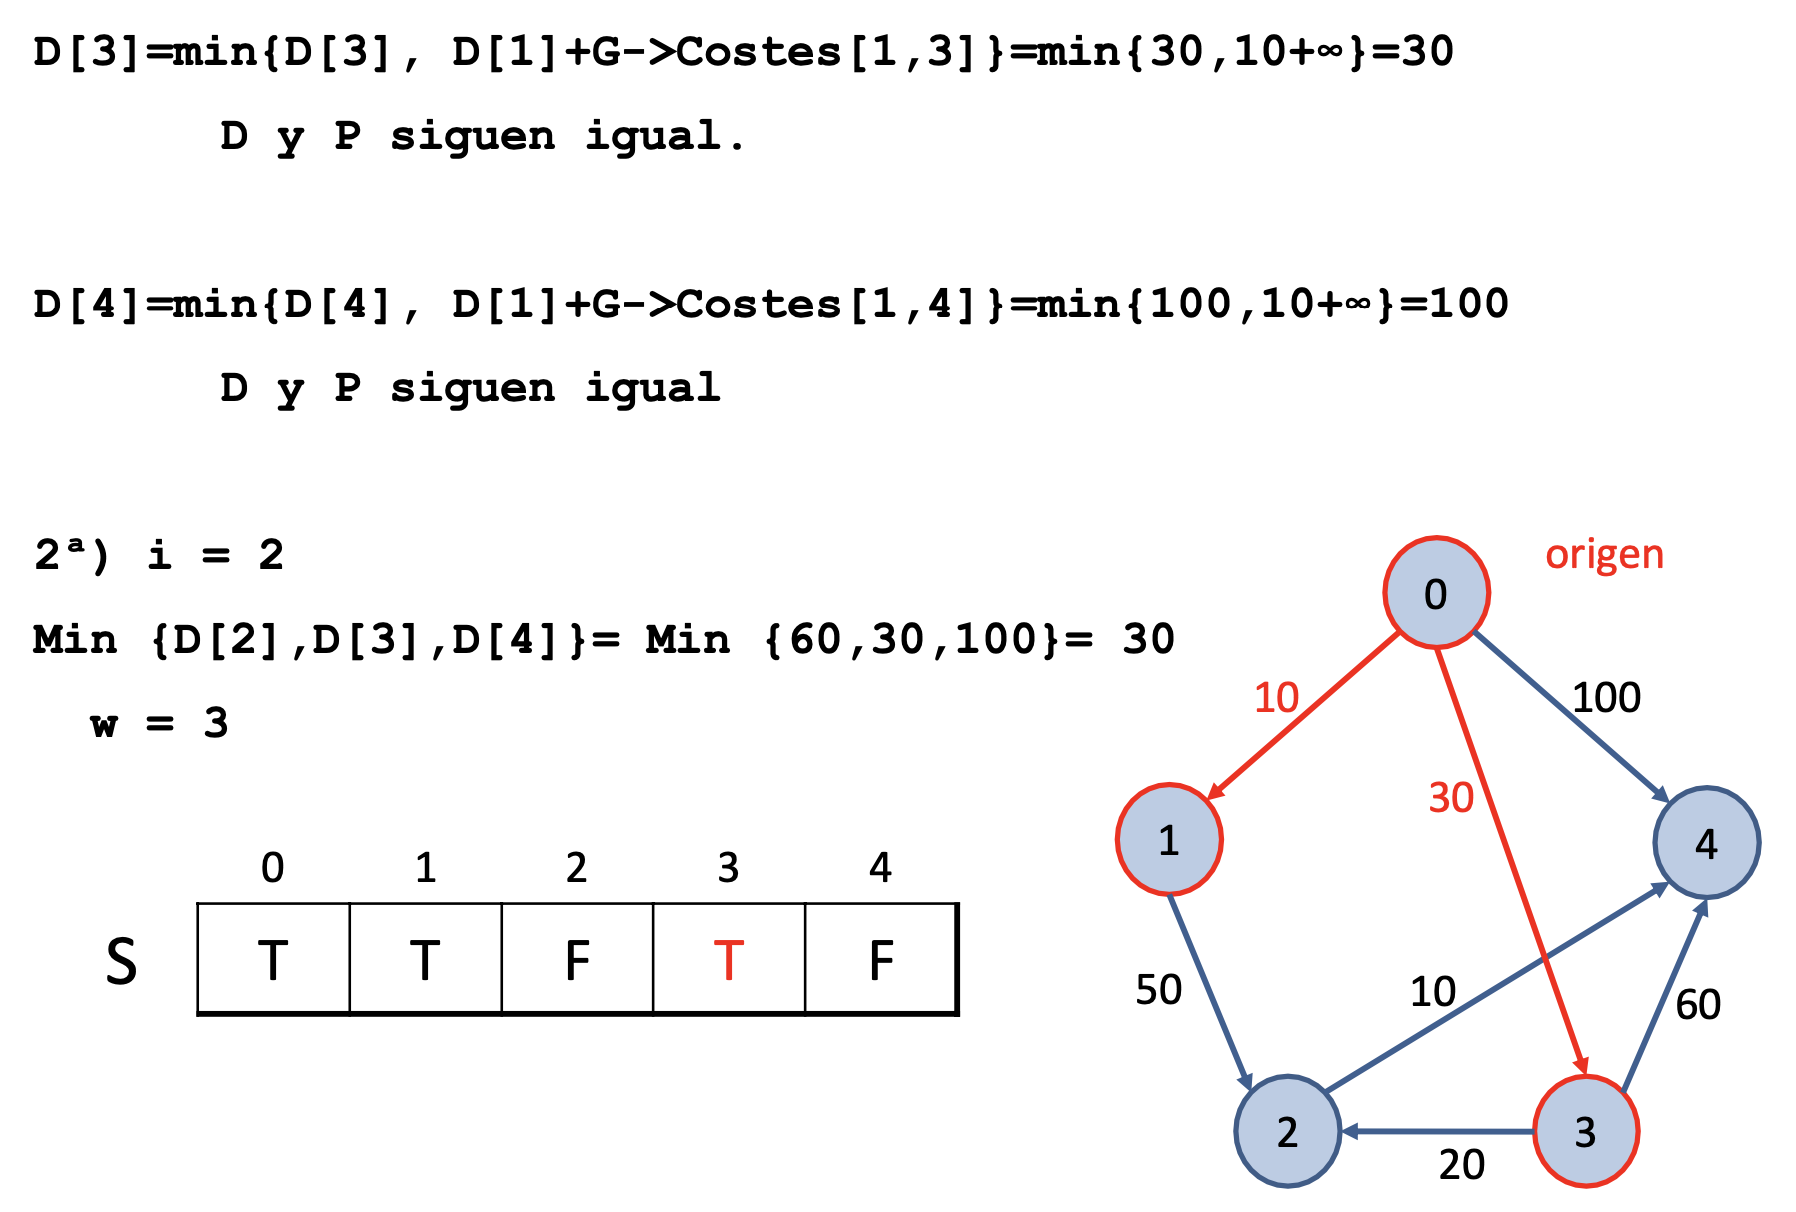 D[3]=min{D[3], D[1]+G->Costes[1,3]}=min{30,10+∞}=30
D y P siguen igual.
D[4]=min{D[4], D[1]+G->Costes[1,4]}=min{100,10+∞}=100
D y P siguen igual
2ª) i = 2
Min {D[2],D[3],D[4]}= Min {60,30,100}= 30
w = 3
0 1 2 3 4
S T T F T F
origen
0
10
100
30
1
4
50
10
60
2
3
20